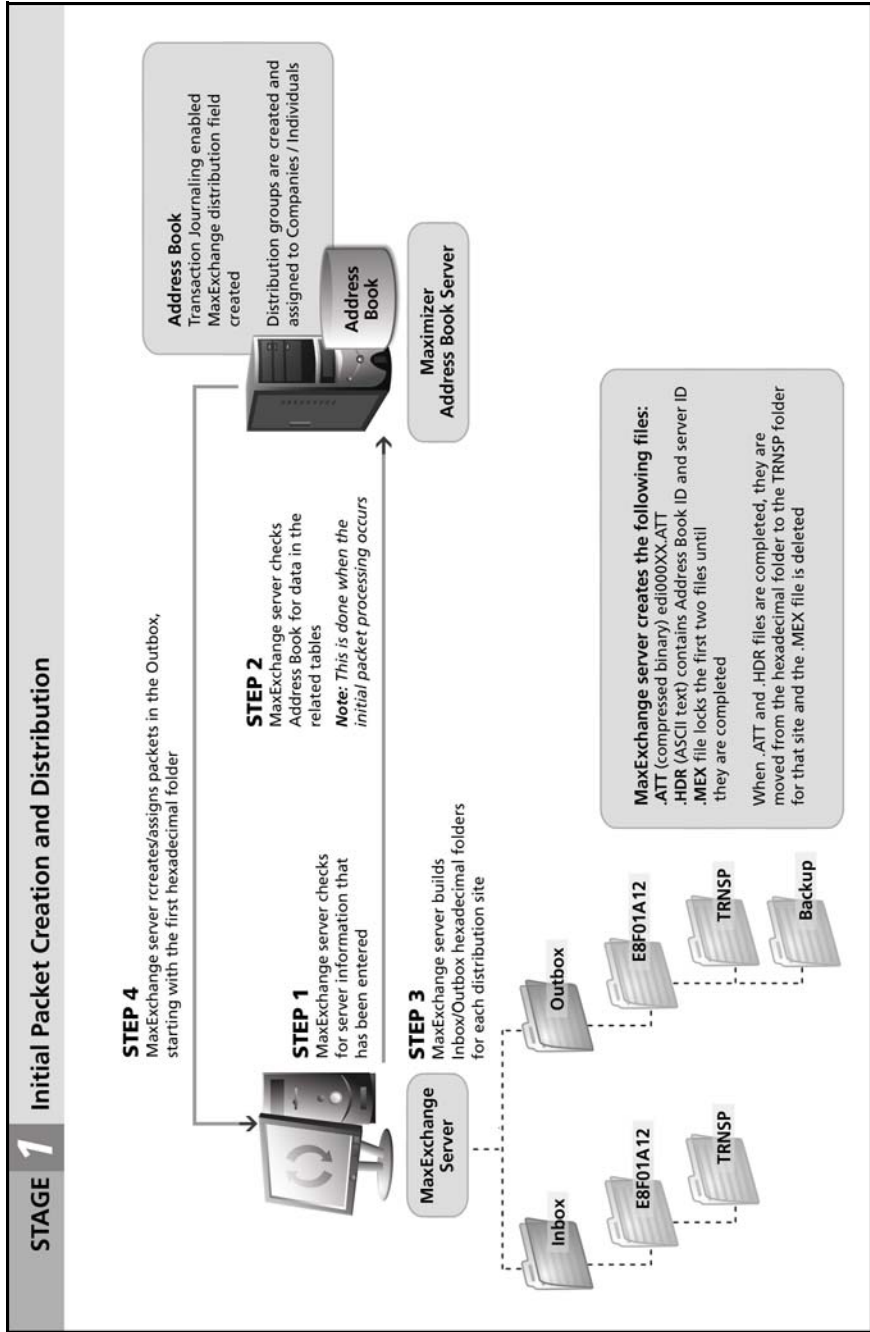 STAGE 1 Initial Packet Creation and Distribution
STEP 4
MaxExchange server rcreates/assigns packets in the Outbox,
starting with the first hexadecimal folder
Address Book
Transaction Journaling enabled
MaxExchange distribution field
created
Distribution groups are created and
assigned to Companies / Individuals
STEP 1
MaxExchange server checks
for server information that
has been entered
STEP 2
MaxExchange server checks
Address Book for data in the
related tables
Note: This is done when the
initial packet processing occurs
Address
Book
Maximizer
Address Book Server
MaxExchange
Server
STEP 3
MaxExchange server builds
Inbox/Outbox hexadecimal folders
for each distribution site
Inbox
E8F01A12
TRNSP
Outbox
E8F01A12
TRNSP
Backup
MaxExchange server creates the following files:
.ATT (compressed binary) edi000XX.ATT
.HDR (ASCII text) contains Address Book ID and server ID
.MEX file locks the first two files until
they are completed
When .ATT and .HDR files are completed, they are
moved from the hexadecimal folder to the TRNSP folder
for that site and the .MEX file is deleted